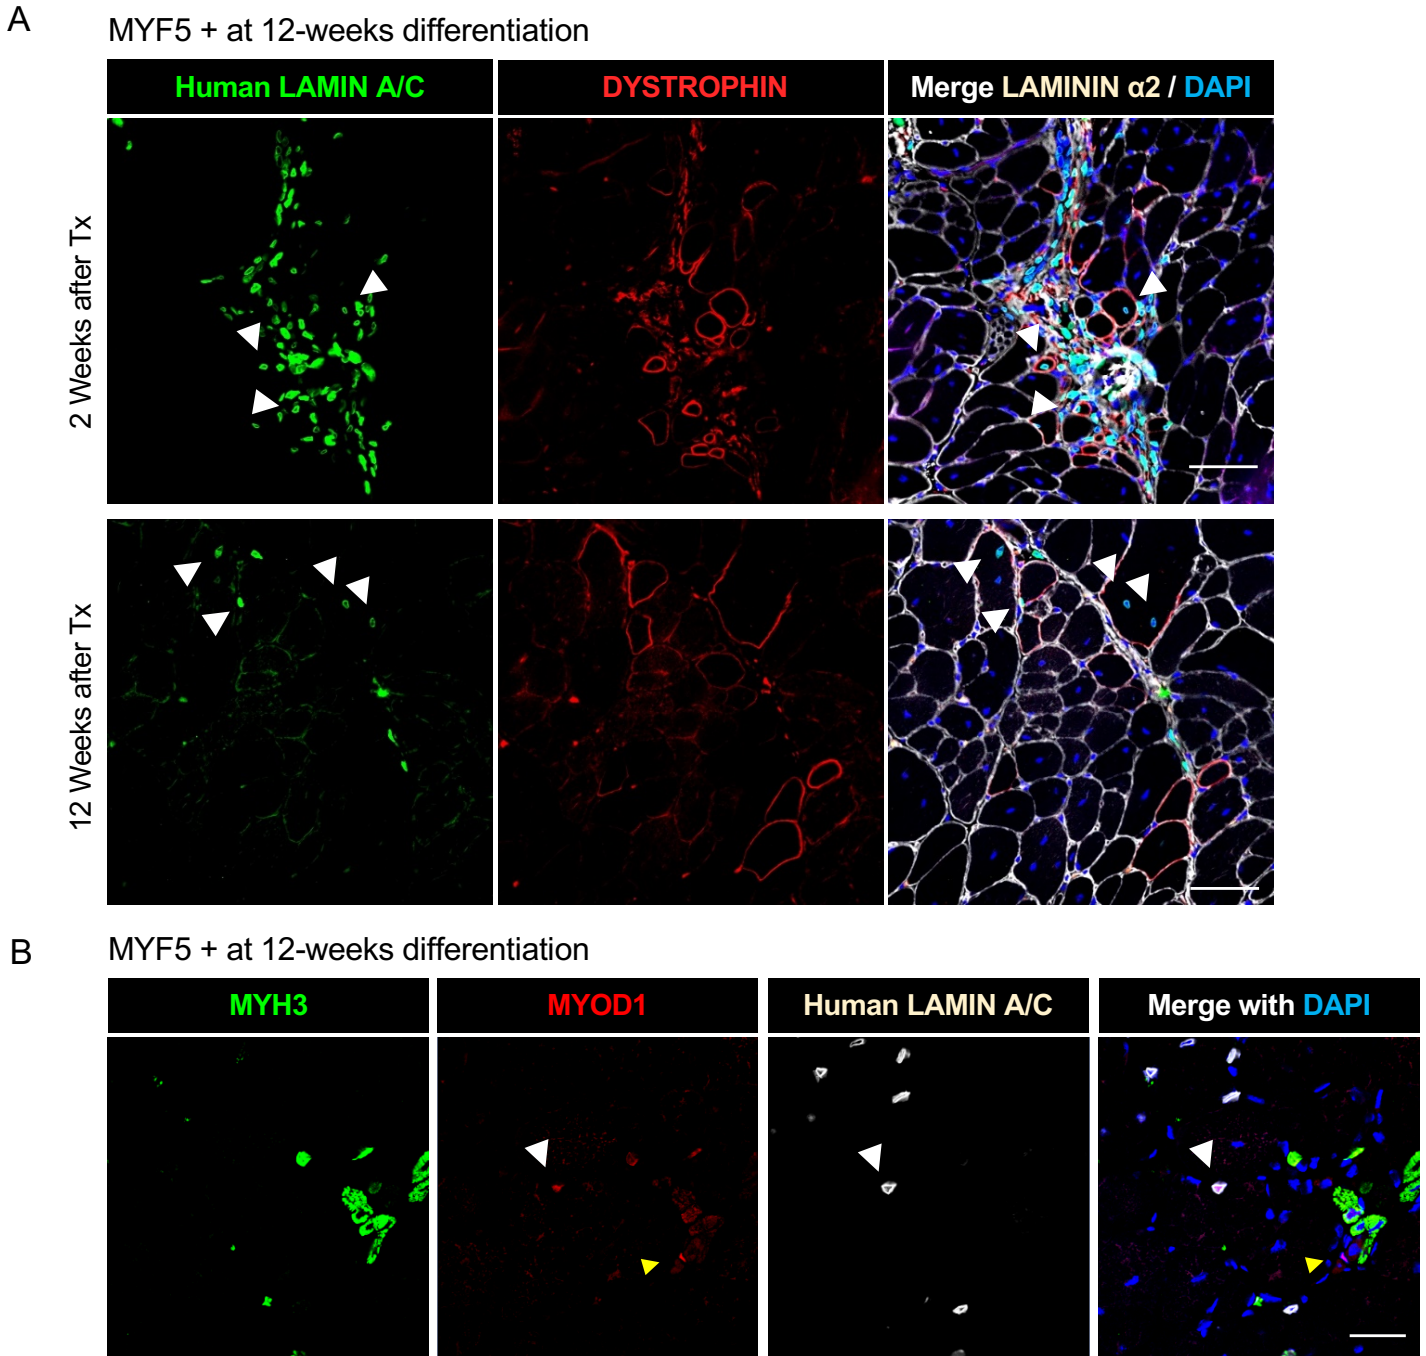 A
MYF5 + at 12-weeks differentiation
Human LAMIN A/C
DYSTROPHIN
Merge LAMININ α2 / DAPI
2 Weeks after Tx
12 Weeks after Tx
B
MYF5 + at 12-weeks differentiation
MYH3
MYOD1
Human LAMIN A/C
Merge with DAPI